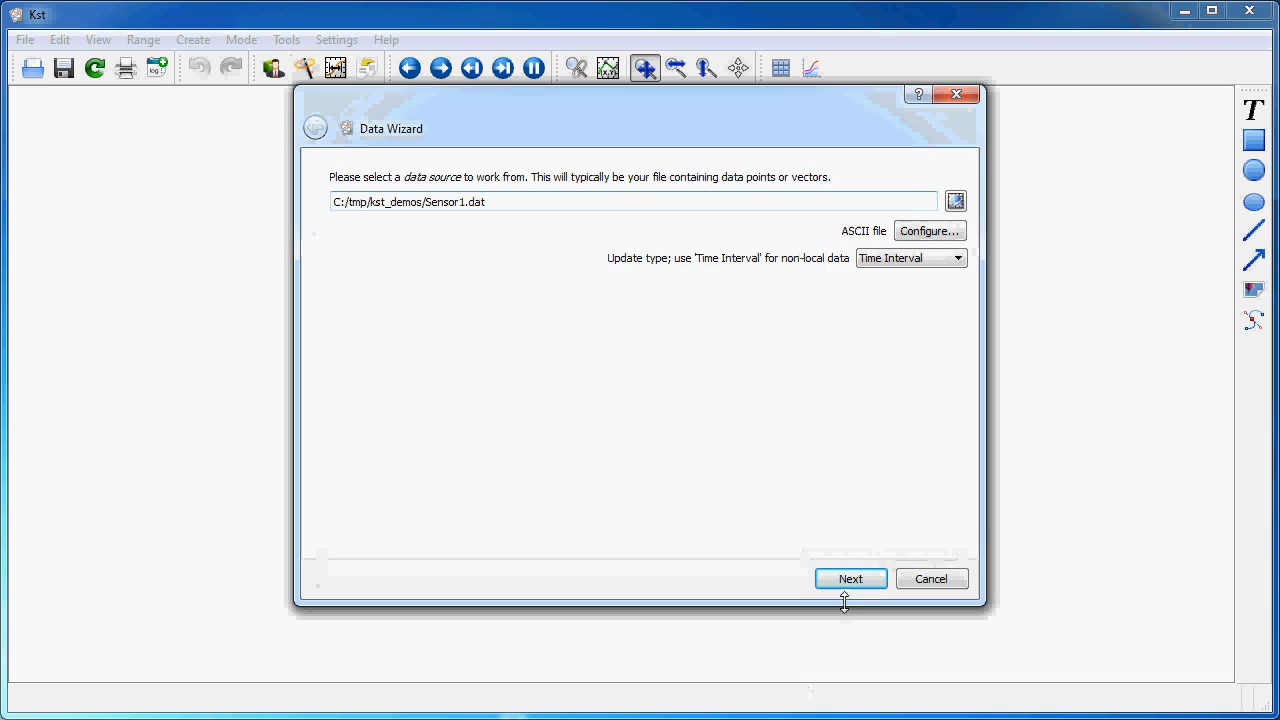 Kst
File Edit View Range Create Mode Tools Settings Help
log:
(X,Y)
T
?
Data Wizard
Please select a data source to work from. This will typically be your file containing data points or vectors.
C:/tmp/kst_demos/Sensor1.dat
ASCII file Configure...
Update type; use 'Time Interval' for non-local data Time Interval
Next Cancel